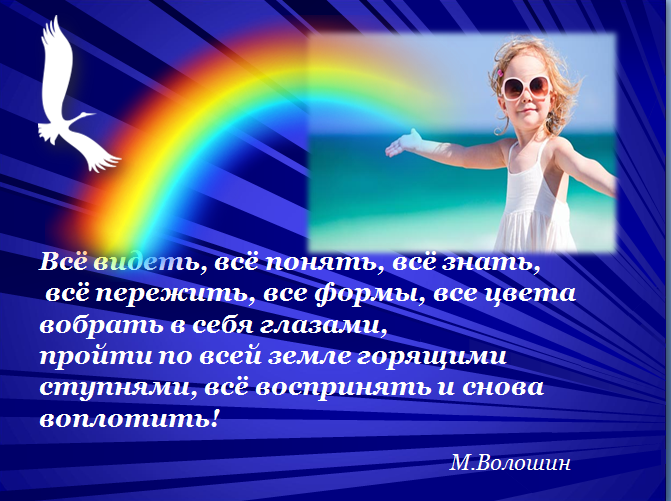 Всё видеть, всё понять, всё знать,
всё пережить, все формы, все цвета
вобрать в себя глазами,
пройти по всей земле горящими
ступнями, всё воспринять и снова
воплотить!
М.Волошин